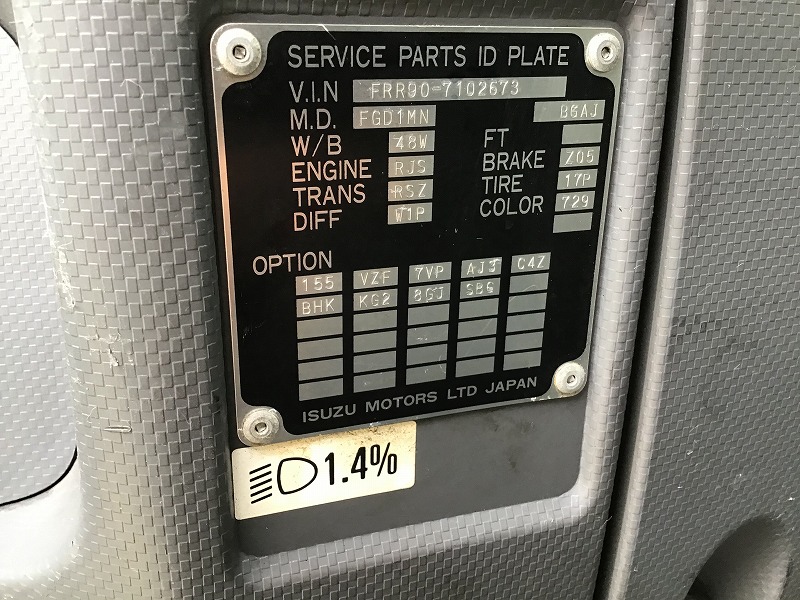 SERVICE PARTS ID PLATE
V.I.N FRR90-7102673
M.D. FGD1MN B6AJ
W/B 48W FT
ENGINE RJS BRAKE Z05
TRANS RSZ TIRE 17P
DIFF W1P COLOR 729
OPTION
155 VZF 7VP AJ3 C4Z
BHK KG2 8GJ SBG
ISUZU MOTORS LTD JAPAN
1.4%